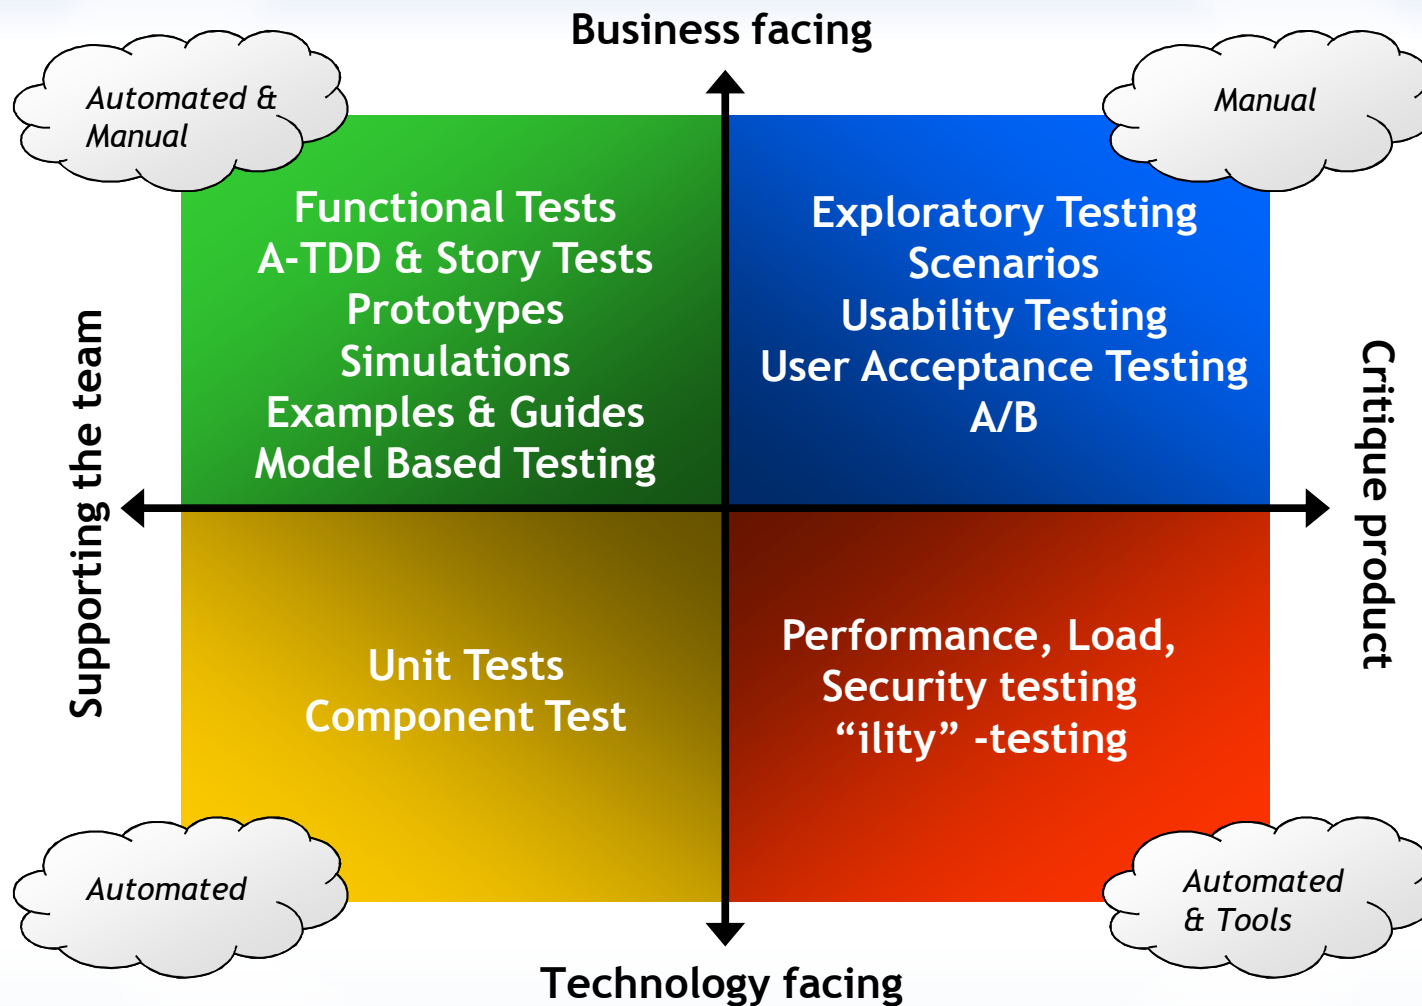 Business facing
Automated &
Manual
Manual
Functional Tests
A-TDD & Story Tests
Prototypes
Simulations
Examples & Guides
Model Based Testing
Exploratory Testing
Scenarios
Usability Testing
User Acceptance Testing
A/B
Supporting the team
Critique product
Unit Tests
Component Test
Performance, Load,
Security testing
“ility” -testing
Automated
Automated
& Tools
Technology facing